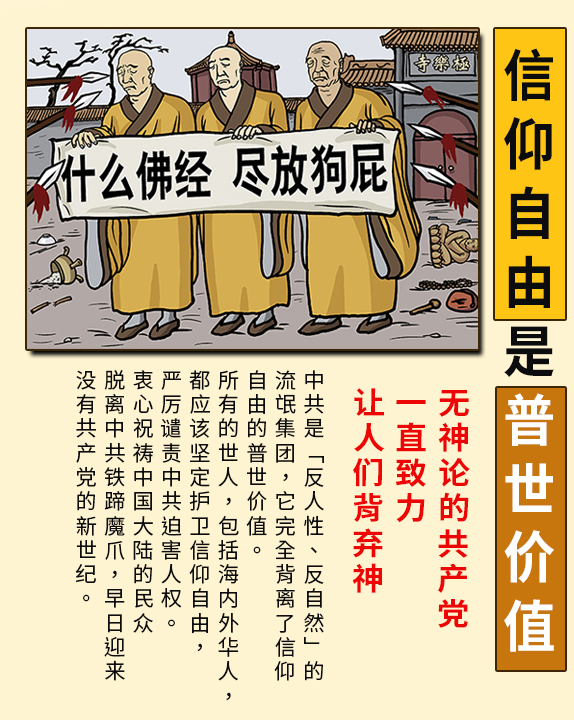 信仰自由是普世价值
极樂寺
什么佛经 尽放狗屁
无神论的共产党
一直致力
让人们背弃神
中共是「反人性、反自然」的
流氓集团，它完全背离了信仰
自由的普世价值。
所有的世人，包括海内外华人，
都应该坚定护卫信仰自由，
严厉谴责中共迫害人权。
衷心祝祷中国大陆的民众
脱离中共铁蹄魔爪，早日迎来
没有共产党的新世纪。